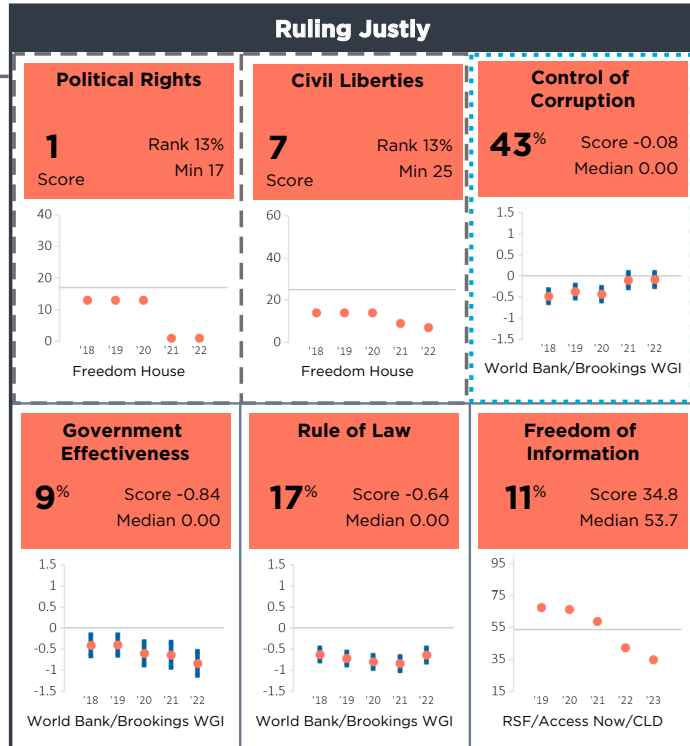 Ruling Justly
Political Rights
1
Score
Rank 13%
Min 17
40
30
20
10
0
'18 '19 '20 '21 '22
Freedom House
Civil Liberties
7
Score
Rank 13%
Min 25
60
40
20
0
'18 '19 '20 '21 '22
Freedom House
Control of
Corruption
43%
Score -0.08
Median 0.00
1.5
1
0.5
0
-0.5
-1
-1.5
'18 '19 '20 '21 '22
World Bank/Brookings WGI
Government
Effectiveness
9%
Score -0.84
Median 0.00
1.5
1
0.5
0
-0.5
-1
-1.5
'18 '19 '20 '21 '22
World Bank/Brookings WGI
Rule of Law
17%
Score -0.64
Median 0.00
1.5
1
0.5
0
-0.5
-1
-1.5
'18 '19 '20 '21 '22
World Bank/Brookings WGI
Freedom of
Information
11%
Score 34.8
Median 53.7
95
75
55
35
15
'19 '20 '21 '22 '23
RSF/Access Now/CLD